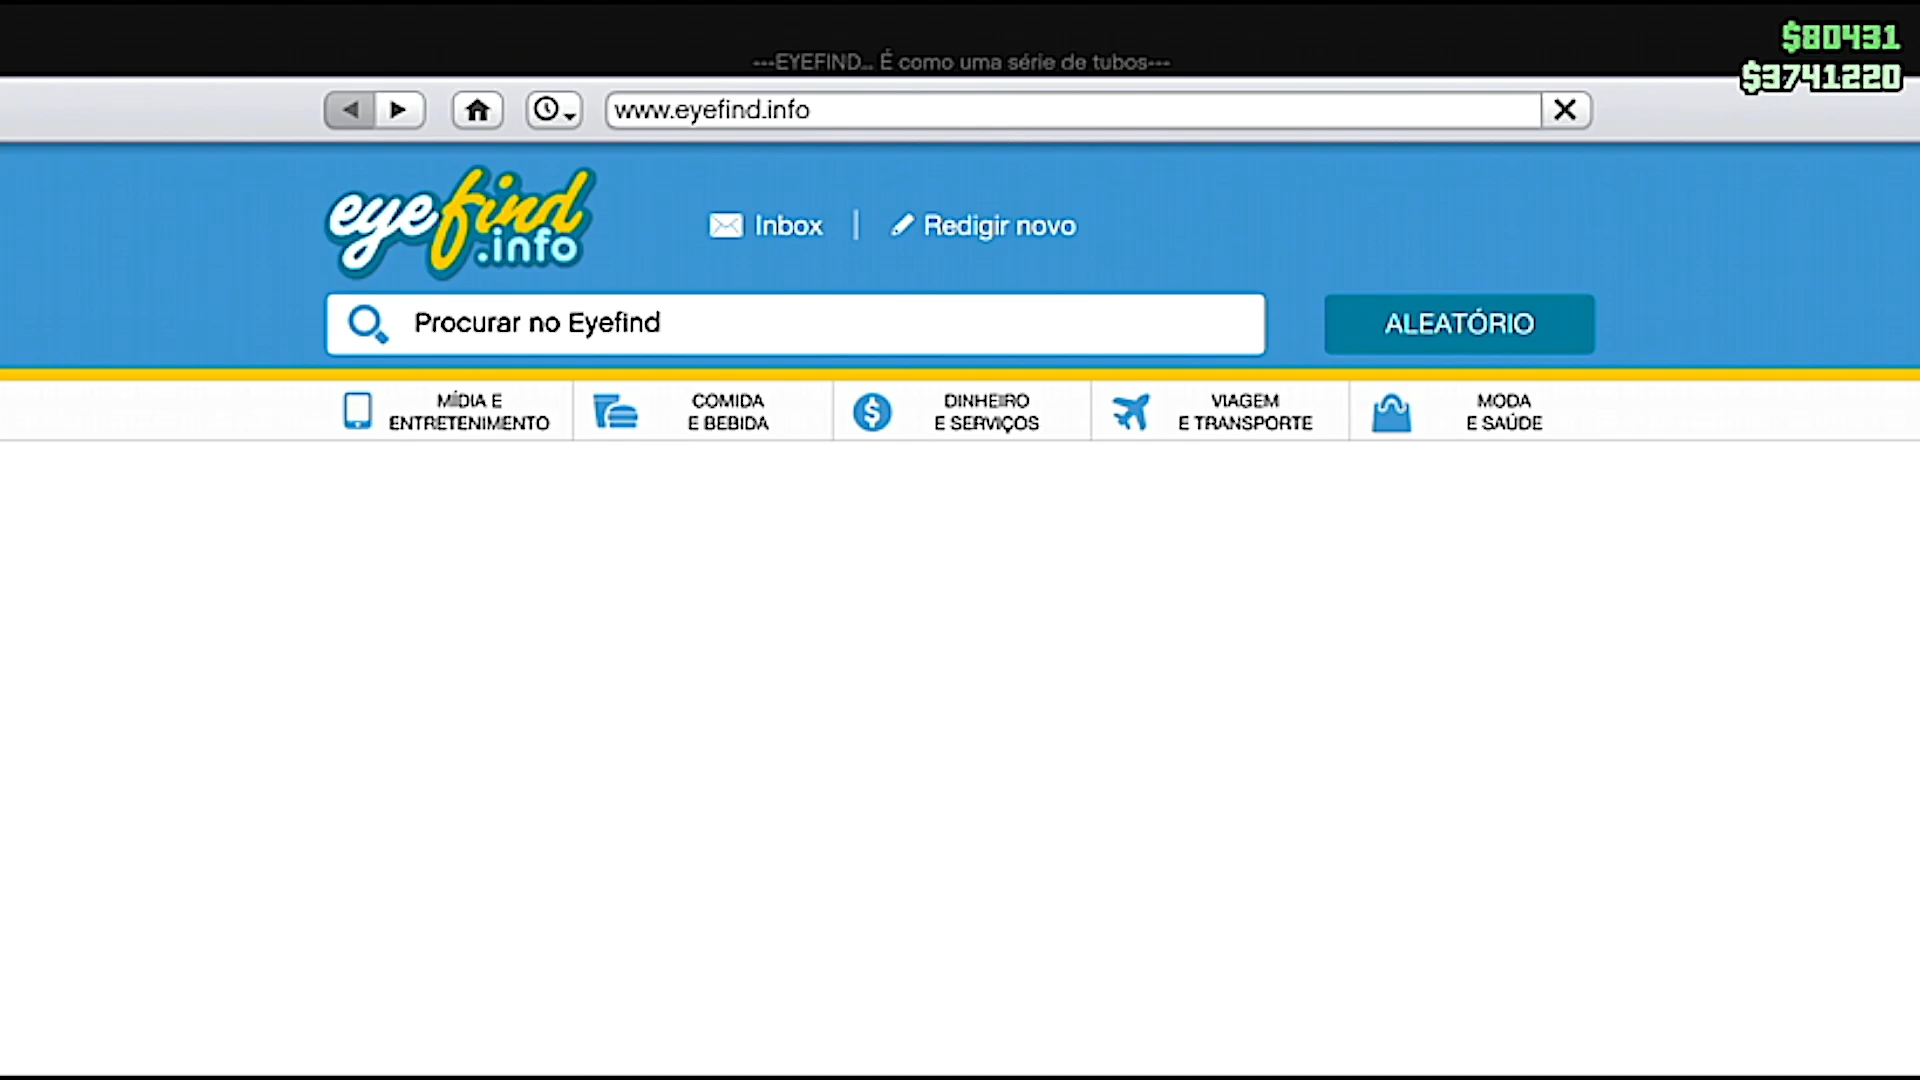 $80431
---EYEFIND... É como uma série de tubos---
$3741220
www.eyefind.info
eyefind.info
Inbox | Redigir novo
Procurar no Eyefind
ALEATÓRIO
MÍDIA E
ENTRETENIMENTO
COMIDA
E BEBIDA
DINHEIRO
E SERVIÇOS
VIAGEM
E TRANSPORTE
MODA
E SAÚDE